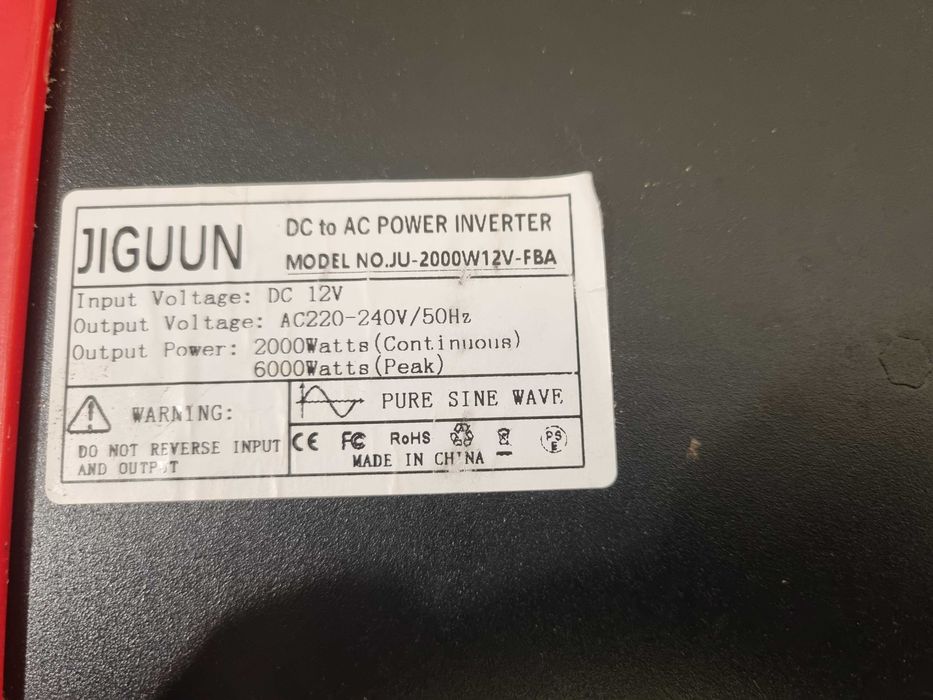 JIGUUN
DC to AC POWER INVERTER
MODEL NO.JU-2000W12V-FBA
Input Voltage: DC 12V
Output Voltage: AC220-240V/50Hz
Output Power: 2000Watts(Continuous)
6000Watts(Peak)
WARNING:
DO NOT REVERSE INPUT
AND OUTPUT
PURE SINE WAVE
CE FC RoHS PS E
MADE IN CHINA